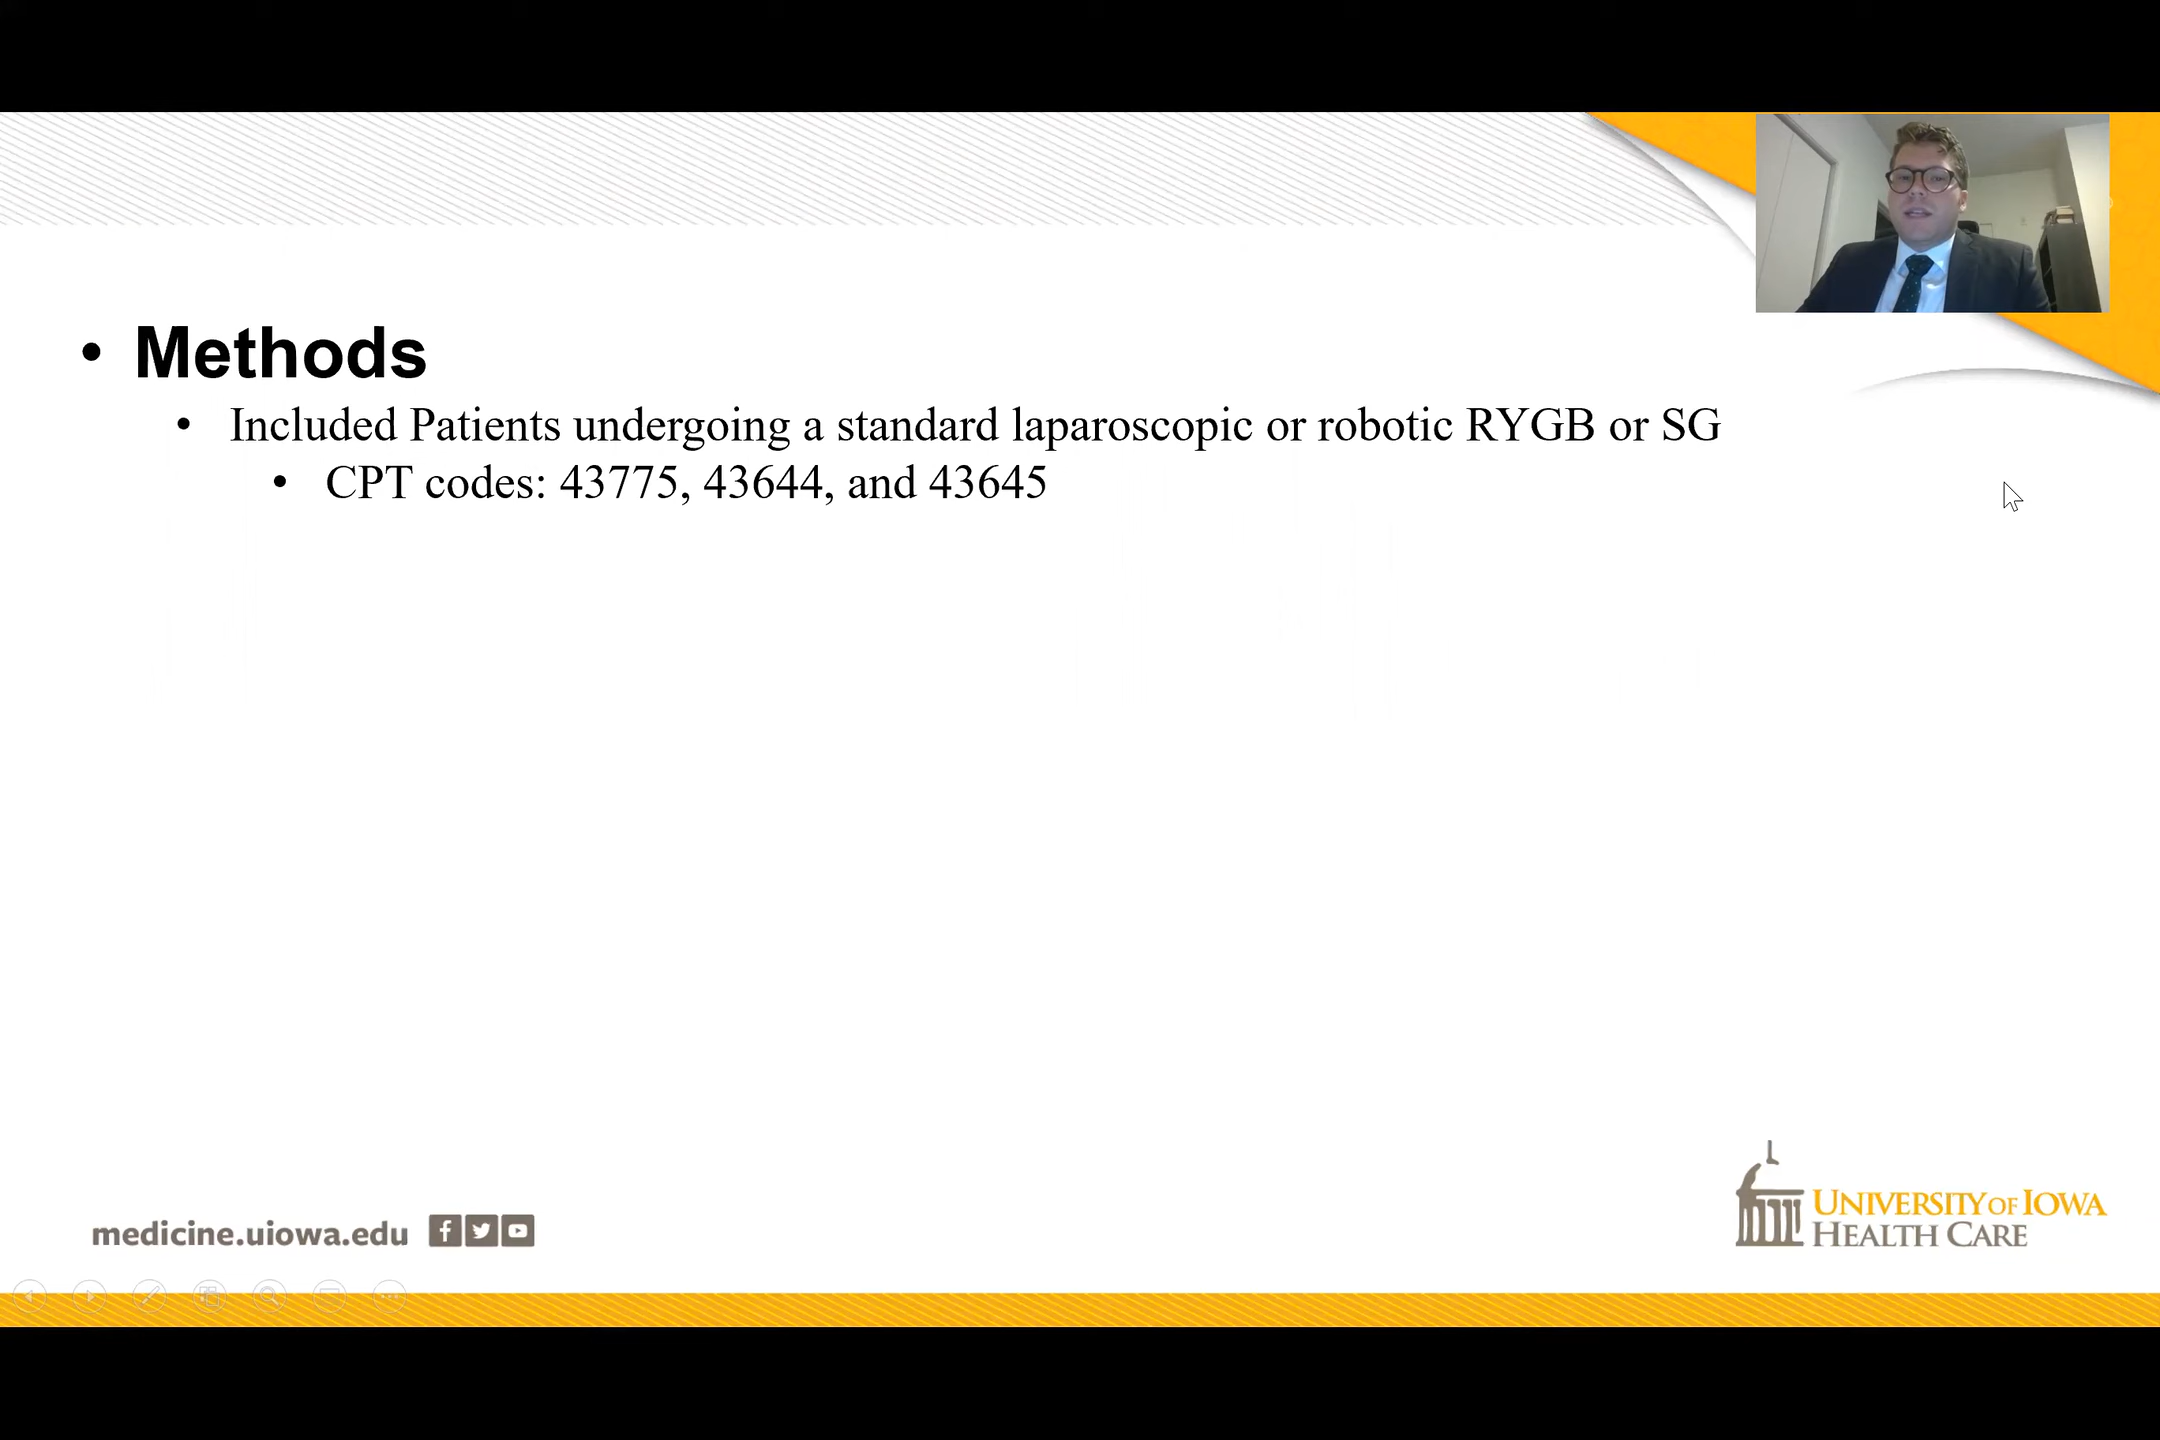 • Methods
• Included Patients undergoing a standard laparoscopic or robotic RYGB or SG
• CPT codes: 43775, 43644, and 43645
medicine.uiowa.edu
UNIVERSITY OF IOWA
HEALTH CARE